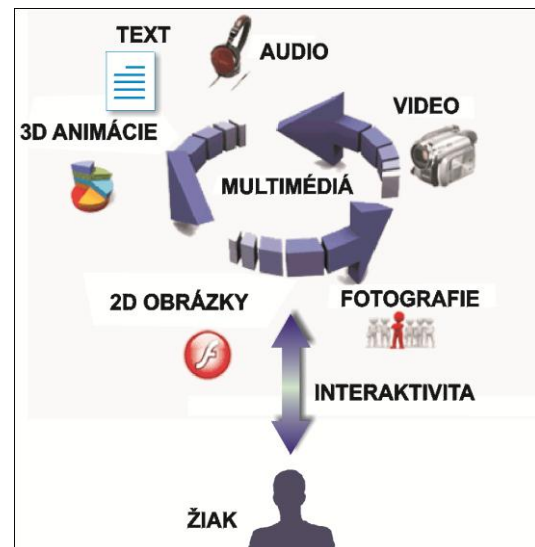 TEXT
AUDIO
3D ANIMÁCIE
VIDEO
MULTIMÉDIÁ
2D OBRÁZKY
FOTOGRAFIE
INTERAKTIVITA
ŽIAK